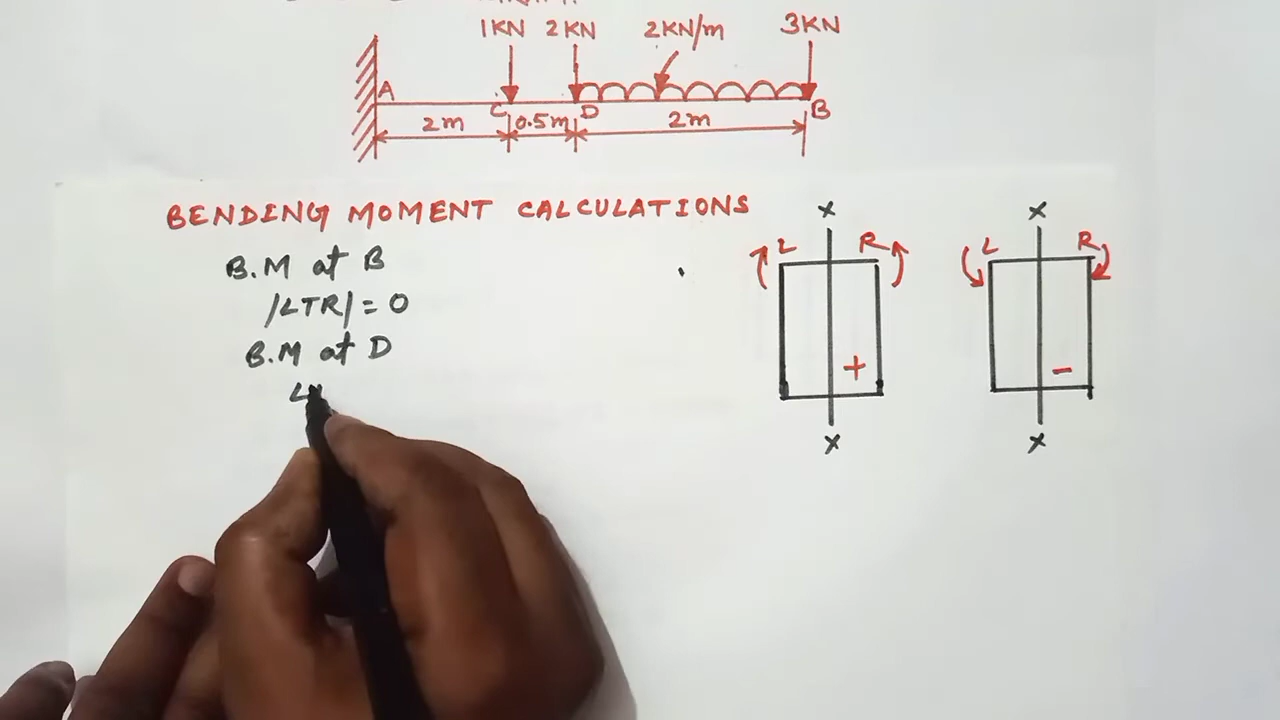 1KN 2KN 2KN/m 3KN
A C D B
2m 0.5m 2m
BENDING MOMENT CALCULATIONS
B.M at B
/LTR/ = 0
B.M at D
L
X X
L R L R
+ -
X X